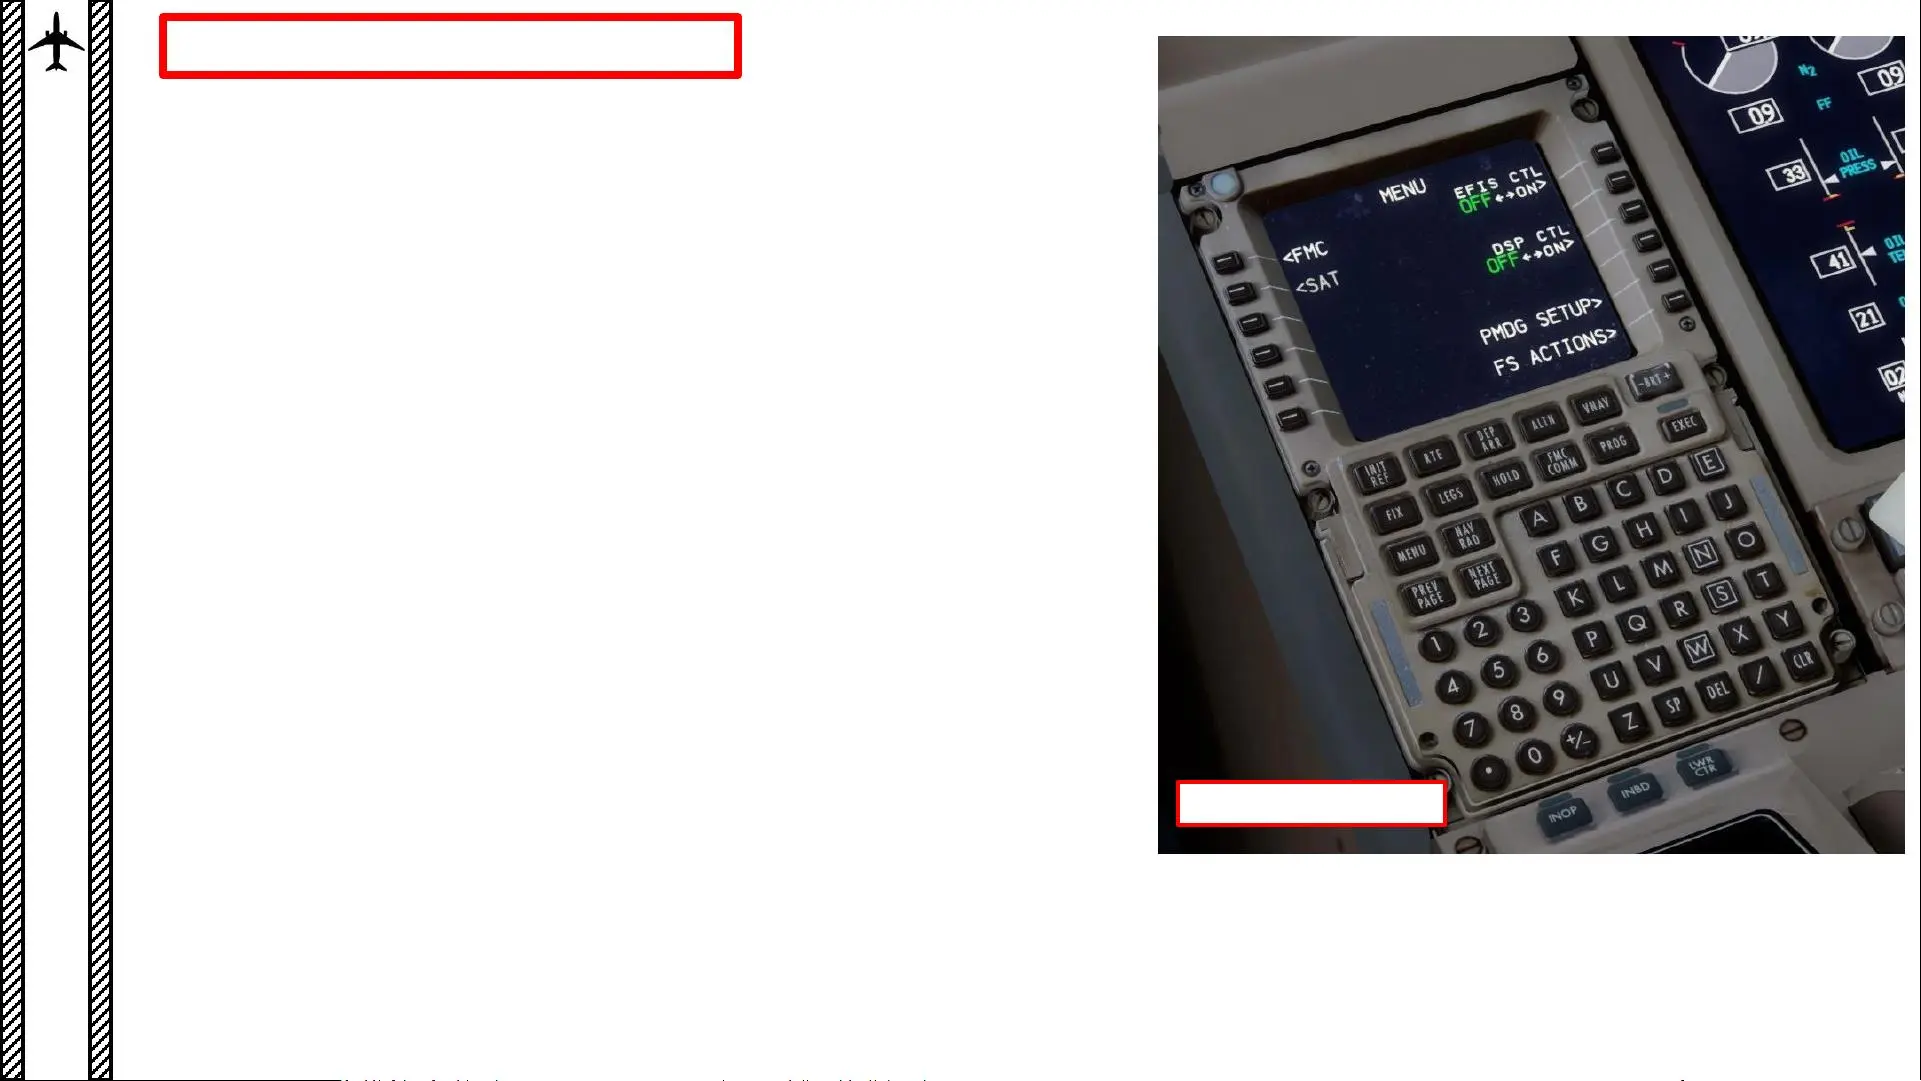 MENU
EFIS CTL
OFF←→ON>
<FMC
DSP CTL
OFF←→ON>
<SAT
PMDG SETUP>
FS ACTIONS>
N2
FF
09
09
OIL
PRESS
33
41
21
02
-BRT+
INIT REF
RTE
DEP ARR
ALTN
VNAV
EXEC
FIX
LEGS
HOLD
FMC COMM
PROG
MENU
NAV RAD
PREV PAGE
NEXT PAGE
A B C D E
F G H I J
K L M N O
P Q R S T
U V W X Y
Z SP DEL / CLR
1 2 3
4 5 6
7 8 9
. 0 +/-
INOP
INBD
LWR CTR